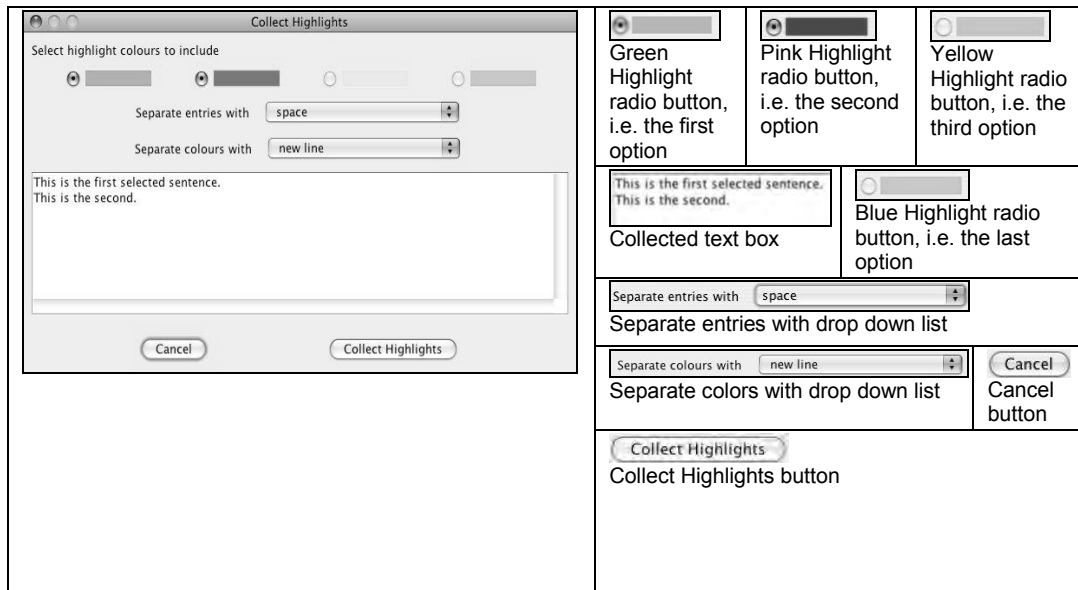 Collect Highlights
Select highlight colours to include
Separate entries with space
Separate colours with new line
This is the first selected sentence.
This is the second.
Cancel Collect Highlights
Green
Highlight
radio button,
i.e. the first
option
Pink Highlight
radio button,
i.e. the second
option
Yellow
Highlight radio
button, i.e. the
third option
This is the first selected sentence.
This is the second.
Collected text box
Blue Highlight radio
button, i.e. the last
option
Separate entries with space
Separate entries with drop down list
Separate colours with new line
Separate colors with drop down list
Cancel
Cancel
button
Collect Highlights
Collect Highlights button